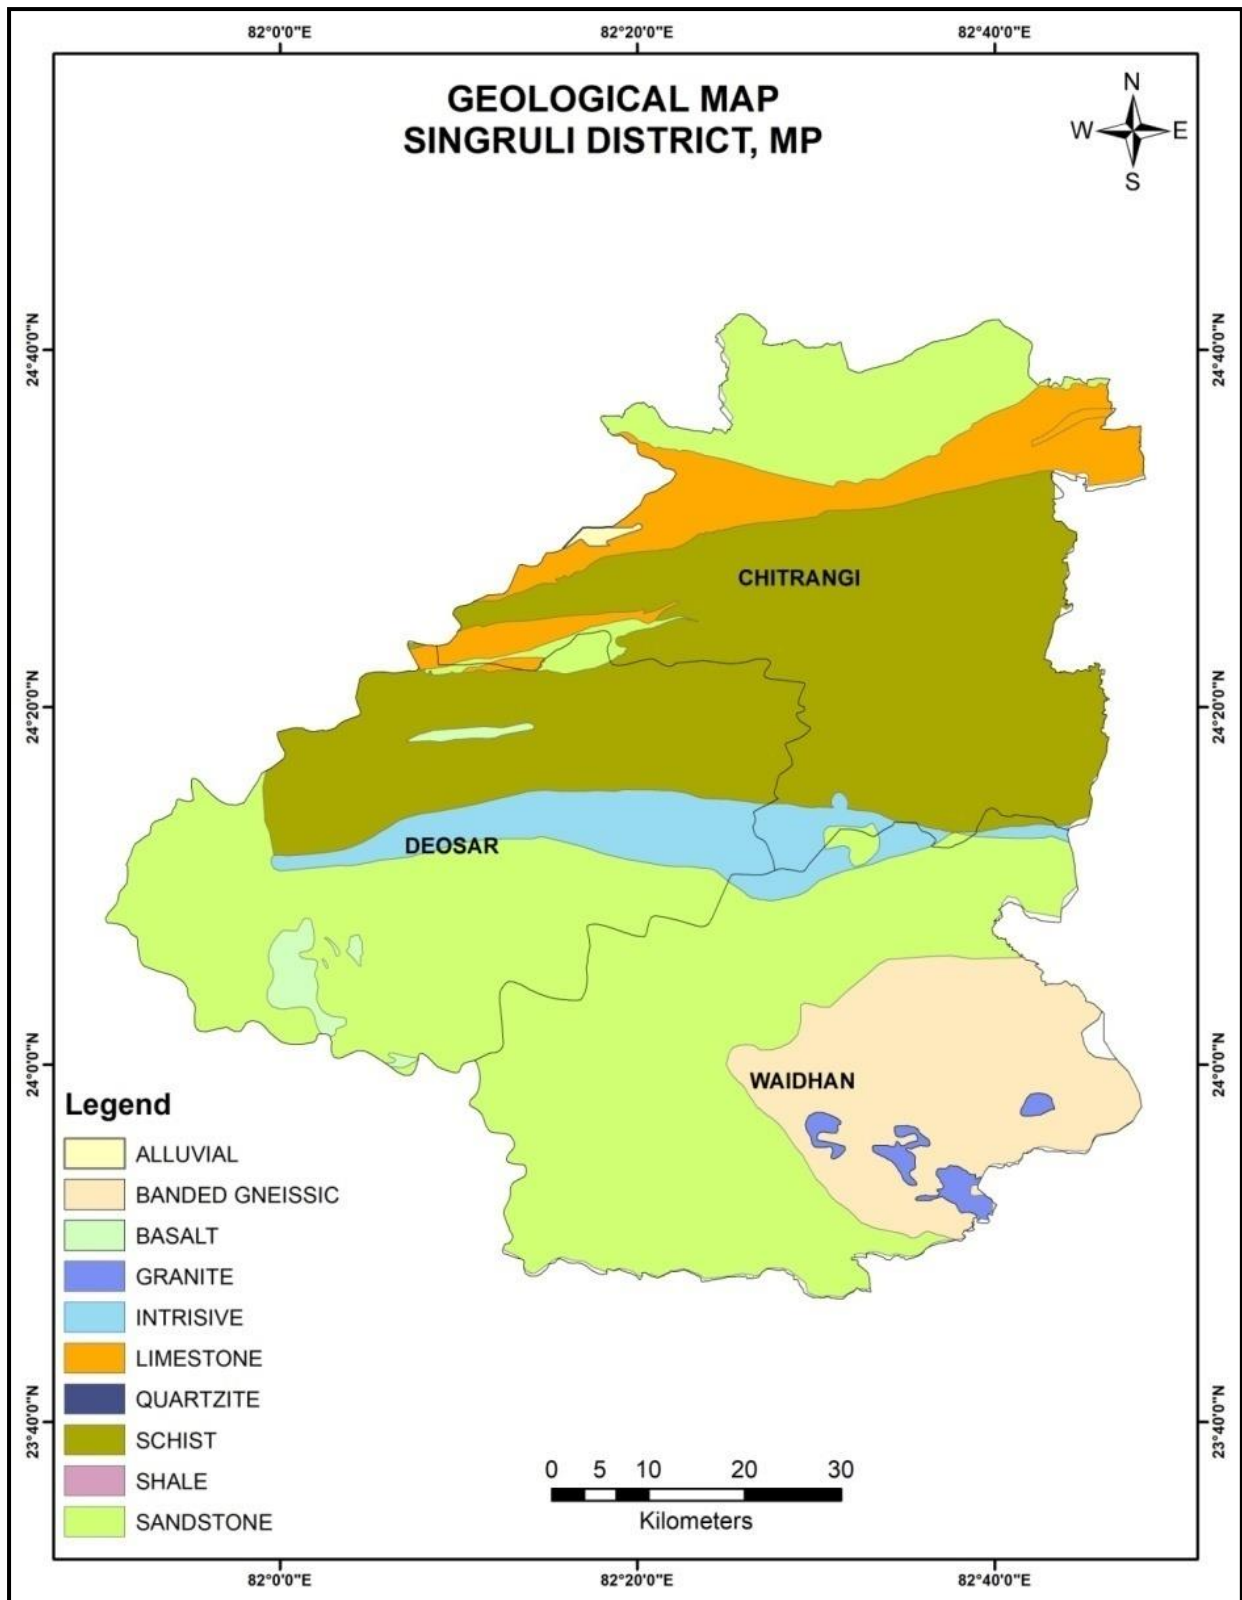 82°0'0"E 82°20'0"E 82°40'0"E
GEOLOGICAL MAP
SINGRULI DISTRICT, MP
N
W E
S
24°40'0"N 24°40'0"N
CHITRANGI
24°20'0"N 24°20'0"N
DEOSAR
24°0'0"N 24°0'0"N
WAIDHAN
Legend
ALLUVIAL
BANDED GNEISSIC
BASALT
GRANITE
INTRISIVE
LIMESTONE
QUARTZITE
SCHIST
SHALE
SANDSTONE
23°40'0"N 23°40'0"N
0 5 10 20 30
Kilometers
82°0'0"E 82°20'0"E 82°40'0"E